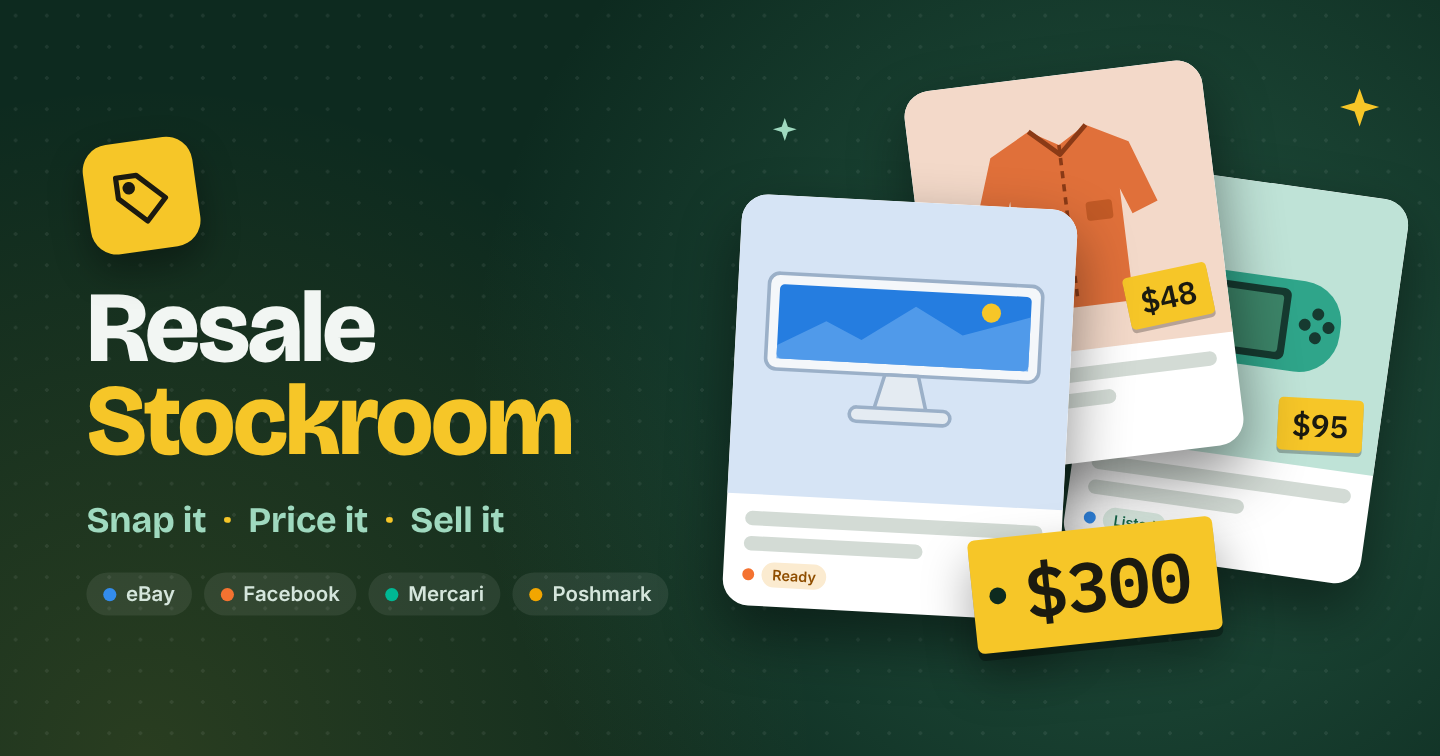 Resale
Stockroom
Snap it · Price it · Sell it
eBay Facebook Mercari Poshmark
$48
$95
Ready
$300